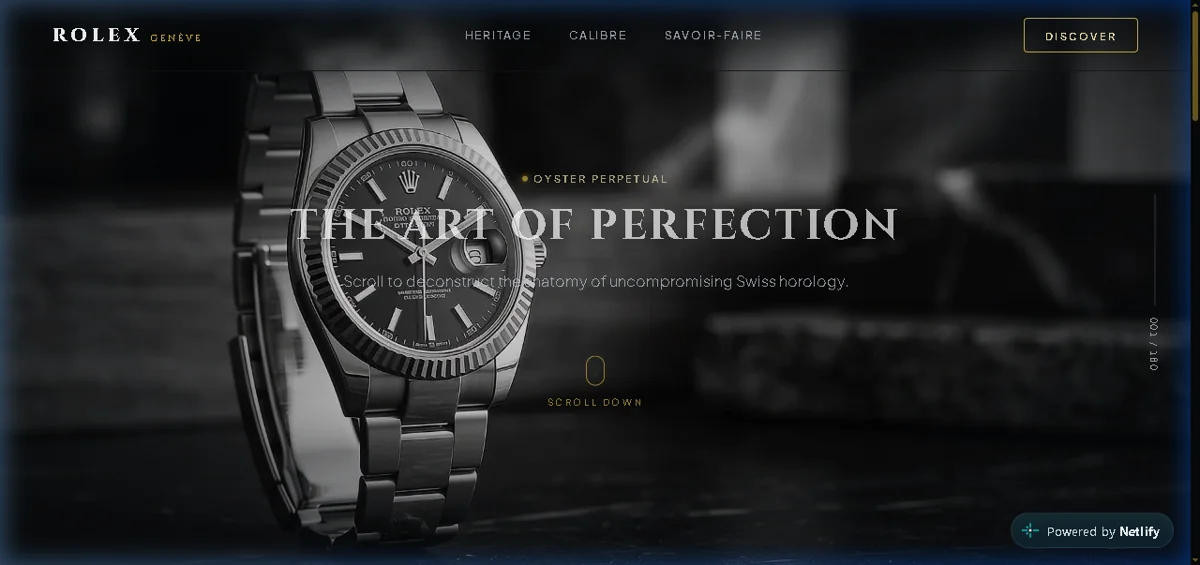 ROLEX GENÈVE
HERITAGE CALIBRE SAVOIR-FAIRE
DISCOVER
OYSTER PERPETUAL
THE ART OF PERFECTION
Scroll to deconstruct the anatomy of uncompromising Swiss horology.
SCROLL DOWN
001 / 180
ROLEX
Powered by Netlify